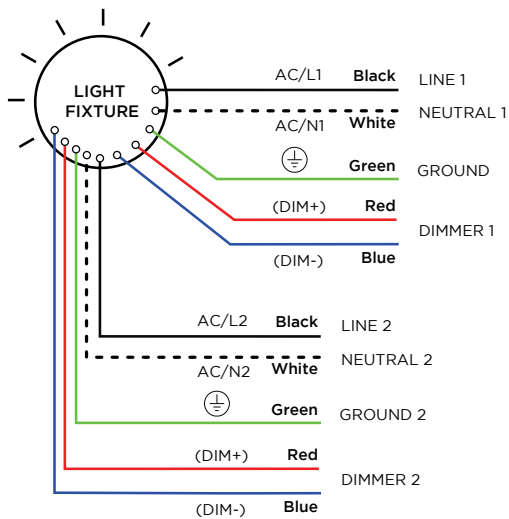 LIGHT
FIXTURE
AC/L1 Black LINE 1
AC/N1 White NEUTRAL 1
Green GROUND
(DIM+) Red
DIMMER 1
(DIM-) Blue
AC/L2 Black LINE 2
AC/N2 White NEUTRAL 2
Green GROUND 2
(DIM+) Red
DIMMER 2
(DIM-) Blue